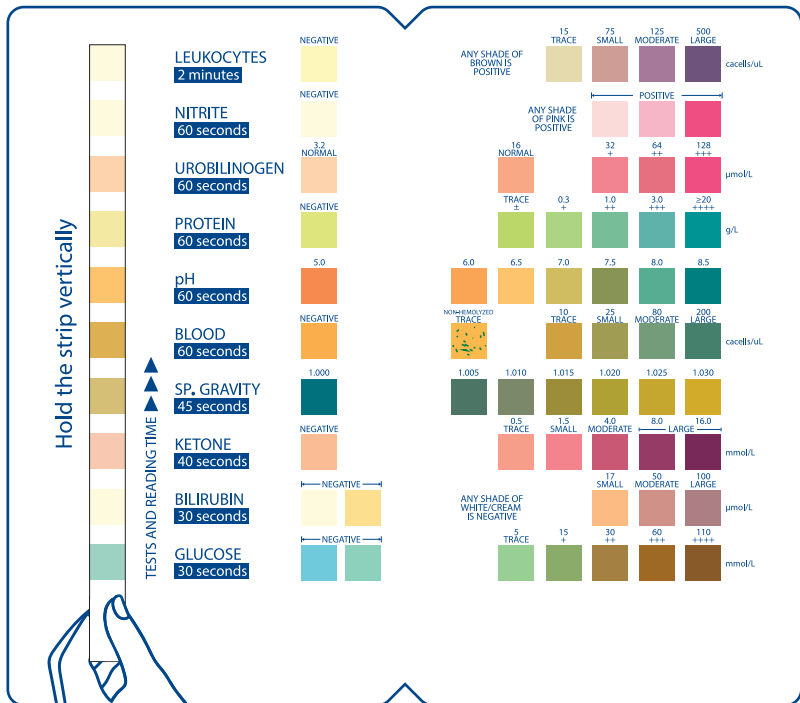 Hold the strip vertically
TESTS AND READING TIME ▲▲▲
LEUKOCYTES
2 minutes
NEGATIVE
ANY SHADE OF
BROWN IS
POSITIVE
15 75 125 500
TRACE SMALL MODERATE LARGE
cacells/uL
NITRITE
60 seconds
NEGATIVE
ANY SHADE
OF PINK IS
POSITIVE
POSITIVE
UROBILINOGEN
60 seconds
3.2
NORMAL
16 32 64 128
NORMAL + ++ +++
µmol/L
PROTEIN
60 seconds
NEGATIVE
TRACE 0.3 1.0 3.0 ≥20
± + ++ +++ ++++
g/L
pH
60 seconds
5.0
6.0 6.5 7.0 7.5 8.0 8.5
BLOOD
60 seconds
NEGATIVE
NON-HEMOLYZED
TRACE
10 25 80 200
TRACE SMALL MODERATE LARGE
cacells/uL
SP. GRAVITY
45 seconds
1.000
1.005 1.010 1.015 1.020 1.025 1.030
KETONE
40 seconds
NEGATIVE
0.5 1.5 4.0 8.0 16.0
TRACE SMALL MODERATE LARGE
mmol/L
BILIRUBIN
30 seconds
NEGATIVE
ANY SHADE OF
WHITE/CREAM
IS NEGATIVE
17 50 100
SMALL MODERATE LARGE
µmol/L
GLUCOSE
30 seconds
NEGATIVE
5 15 30 60 110
TRACE + ++ +++ ++++
mmol/L